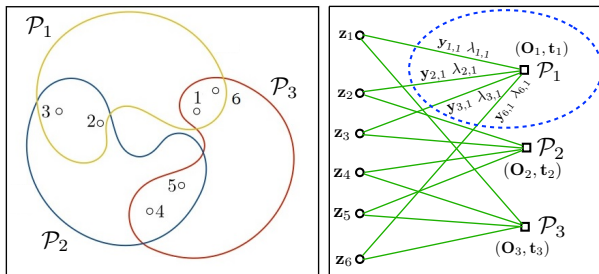 𝒫₁
1
6
𝒫₃
3
2
5
4
𝒫₂
z₁
y₁,₁ λ₁,₁
(O₁, t₁)
y₂,₁ λ₂,₁
𝒫₁
z₂
y₃,₁ λ₃,₁
y₆,₁ λ₆,₁
z₃
𝒫₂
z₄
(O₂, t₂)
z₅
𝒫₃
(O₃, t₃)
z₆